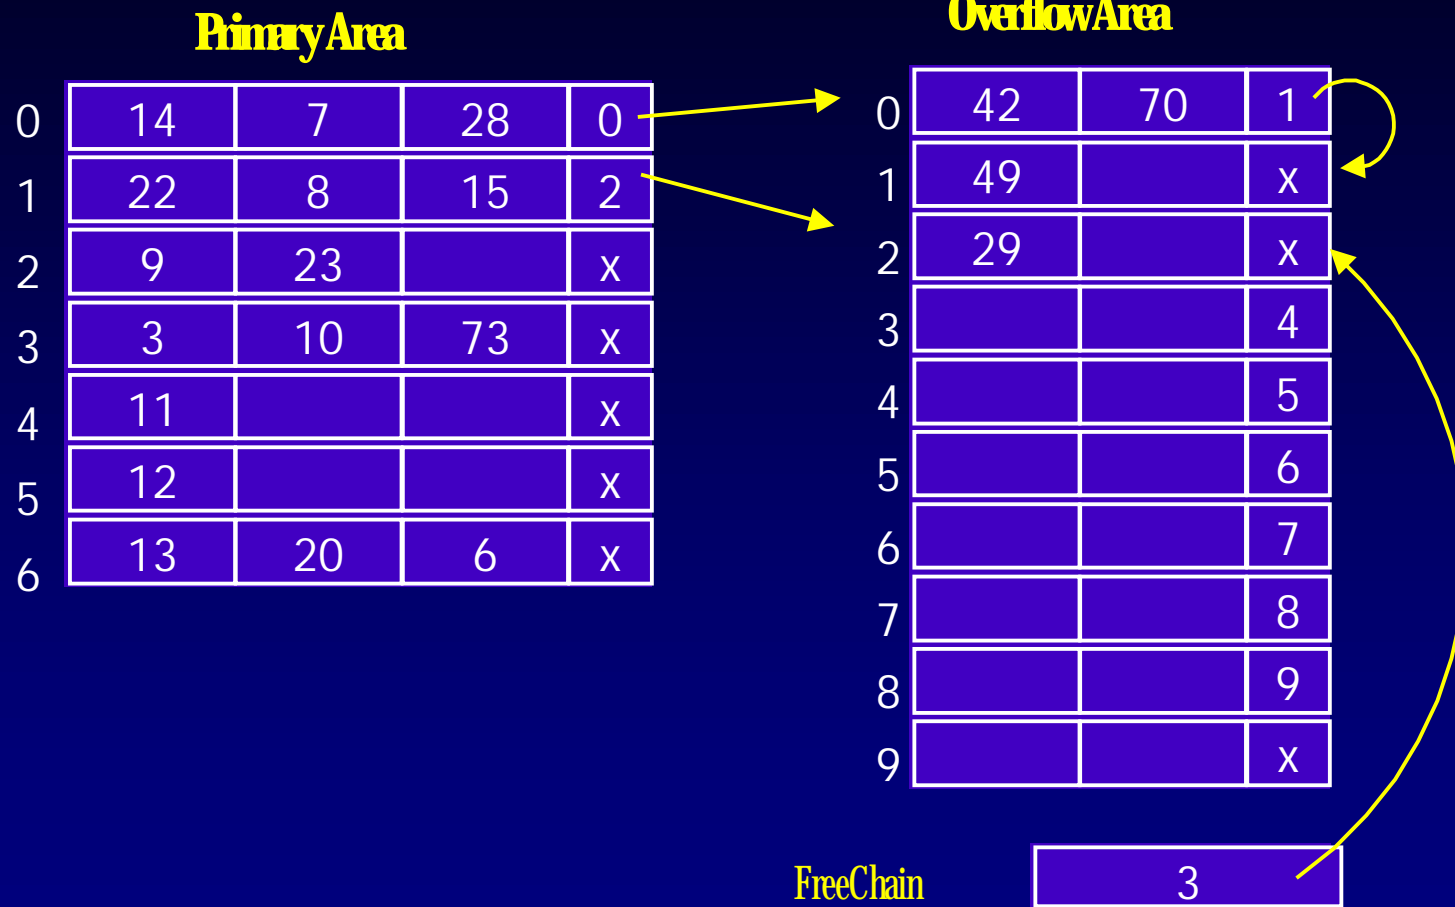 Primary Area
0 14 7 28 0
1 22 8 15 2
2 9 23 x
3 3 10 73 x
4 11 x
5 12 x
6 13 20 6 x
Overflow Area
0 42 70 1
1 49 x
2 29 x
3 4
4 5
5 6
6 7
7 8
8 9
9 x
FreeChain 3